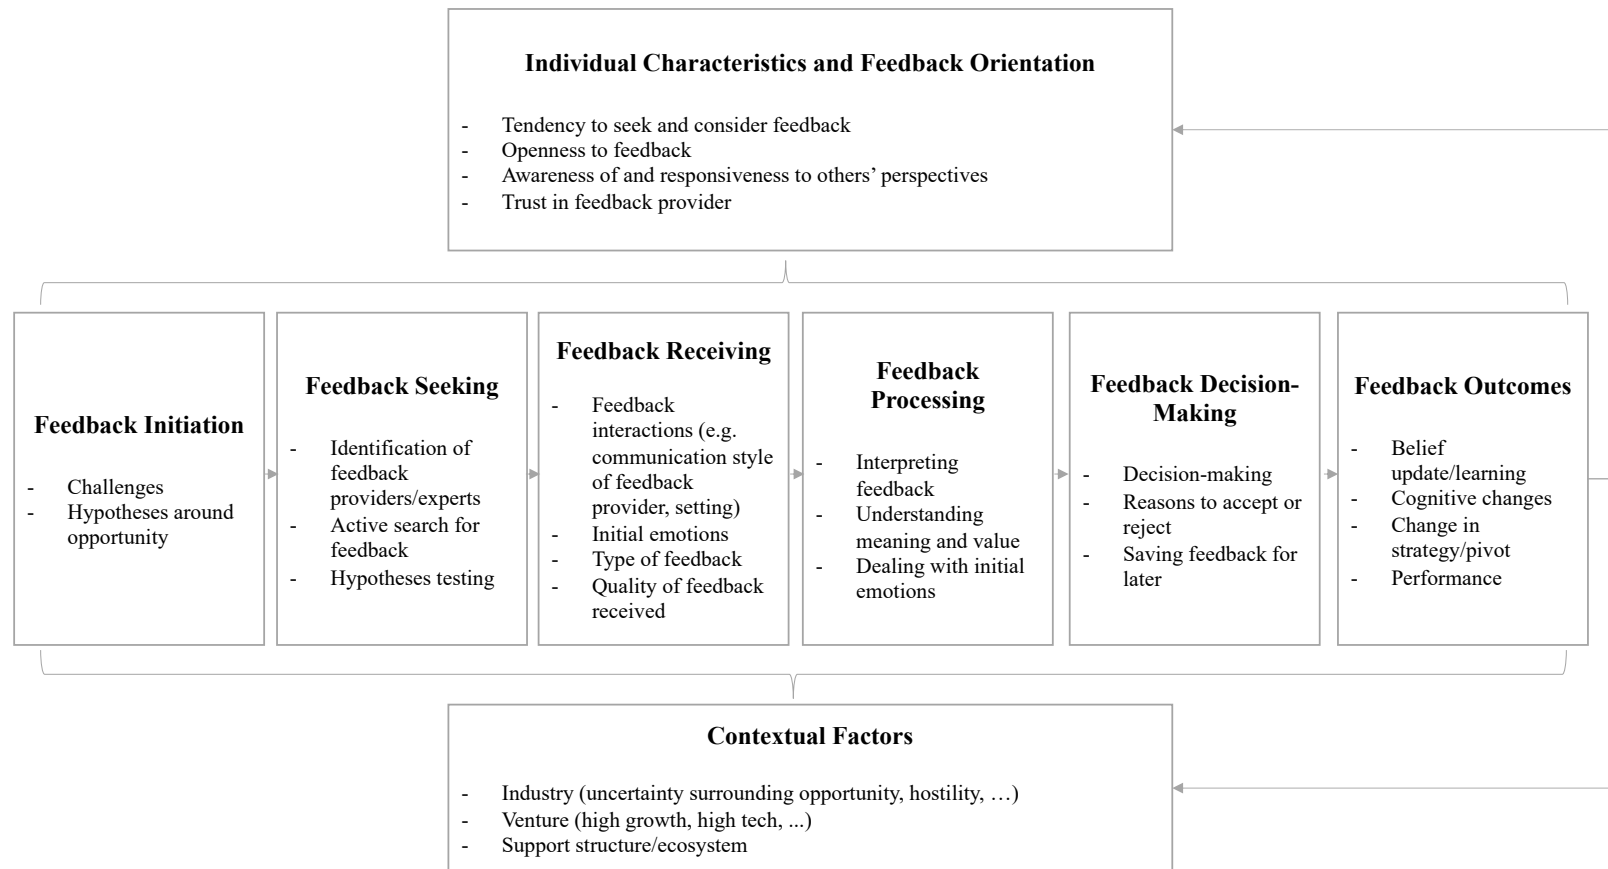 Individual Characteristics and Feedback Orientation
- Tendency to seek and consider feedback
- Openness to feedback
- Awareness of and responsiveness to others’ perspectives
- Trust in feedback provider
Feedback Initiation
- Challenges
- Hypotheses around
opportunity
Feedback Seeking
- Identification of
feedback
providers/experts
- Active search for
feedback
- Hypotheses testing
Feedback Receiving
- Feedback
interactions (e.g.
communication style
of feedback
provider, setting)
- Initial emotions
- Type of feedback
- Quality of feedback
received
Feedback
Processing
- Interpreting
feedback
- Understanding
meaning and value
- Dealing with initial
emotions
Feedback Decision-
Making
- Decision-making
- Reasons to accept or
reject
- Saving feedback for
later
Feedback Outcomes
- Belief
update/learning
- Cognitive changes
- Change in
strategy/pivot
- Performance
Contextual Factors
- Industry (uncertainty surrounding opportunity, hostility, …)
- Venture (high growth, high tech, ...)
- Support structure/ecosystem